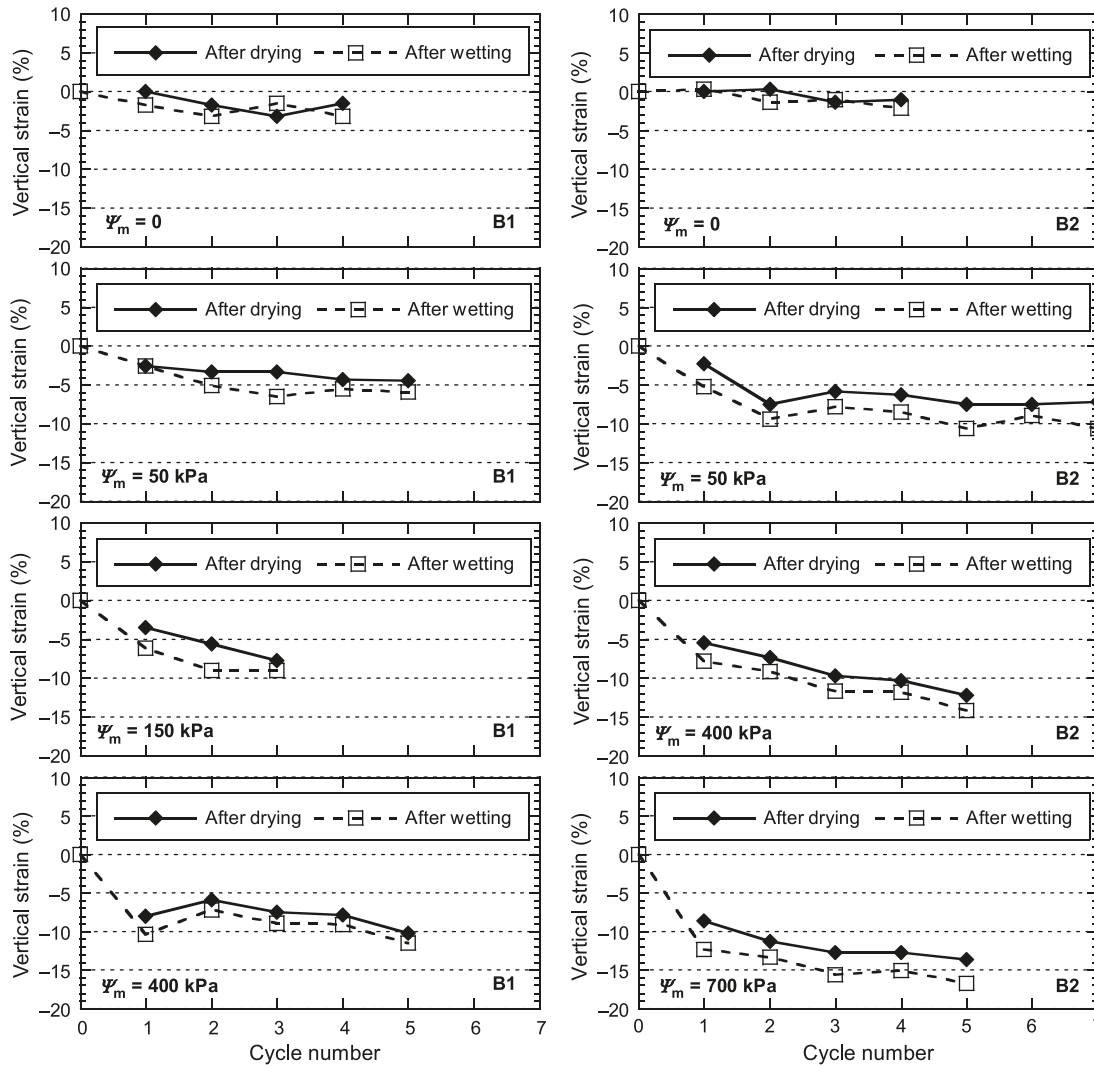 10
5
0
–5
–10
–15
–20
Vertical strain (%)
After drying
After wetting
Ψm = 0
B1
10
5
0
–5
–10
–15
–20
Vertical strain (%)
After drying
After wetting
Ψm = 0
B2
10
5
0
–5
–10
–15
–20
Vertical strain (%)
After drying
After wetting
Ψm = 50 kPa
B1
10
5
0
–5
–10
–15
–20
Vertical strain (%)
After drying
After wetting
Ψm = 50 kPa
B2
10
5
0
–5
–10
–15
–20
Vertical strain (%)
After drying
After wetting
Ψm = 150 kPa
B1
10
5
0
–5
–10
–15
–20
Vertical strain (%)
After drying
After wetting
Ψm = 400 kPa
B2
10
5
0
–5
–10
–15
–20
Vertical strain (%)
After drying
After wetting
Ψm = 400 kPa
B1
0 1 2 3 4 5 6 7
Cycle number
10
5
0
–5
–10
–15
–20
Vertical strain (%)
After drying
After wetting
Ψm = 700 kPa
B2
0 1 2 3 4 5 6 7
Cycle number